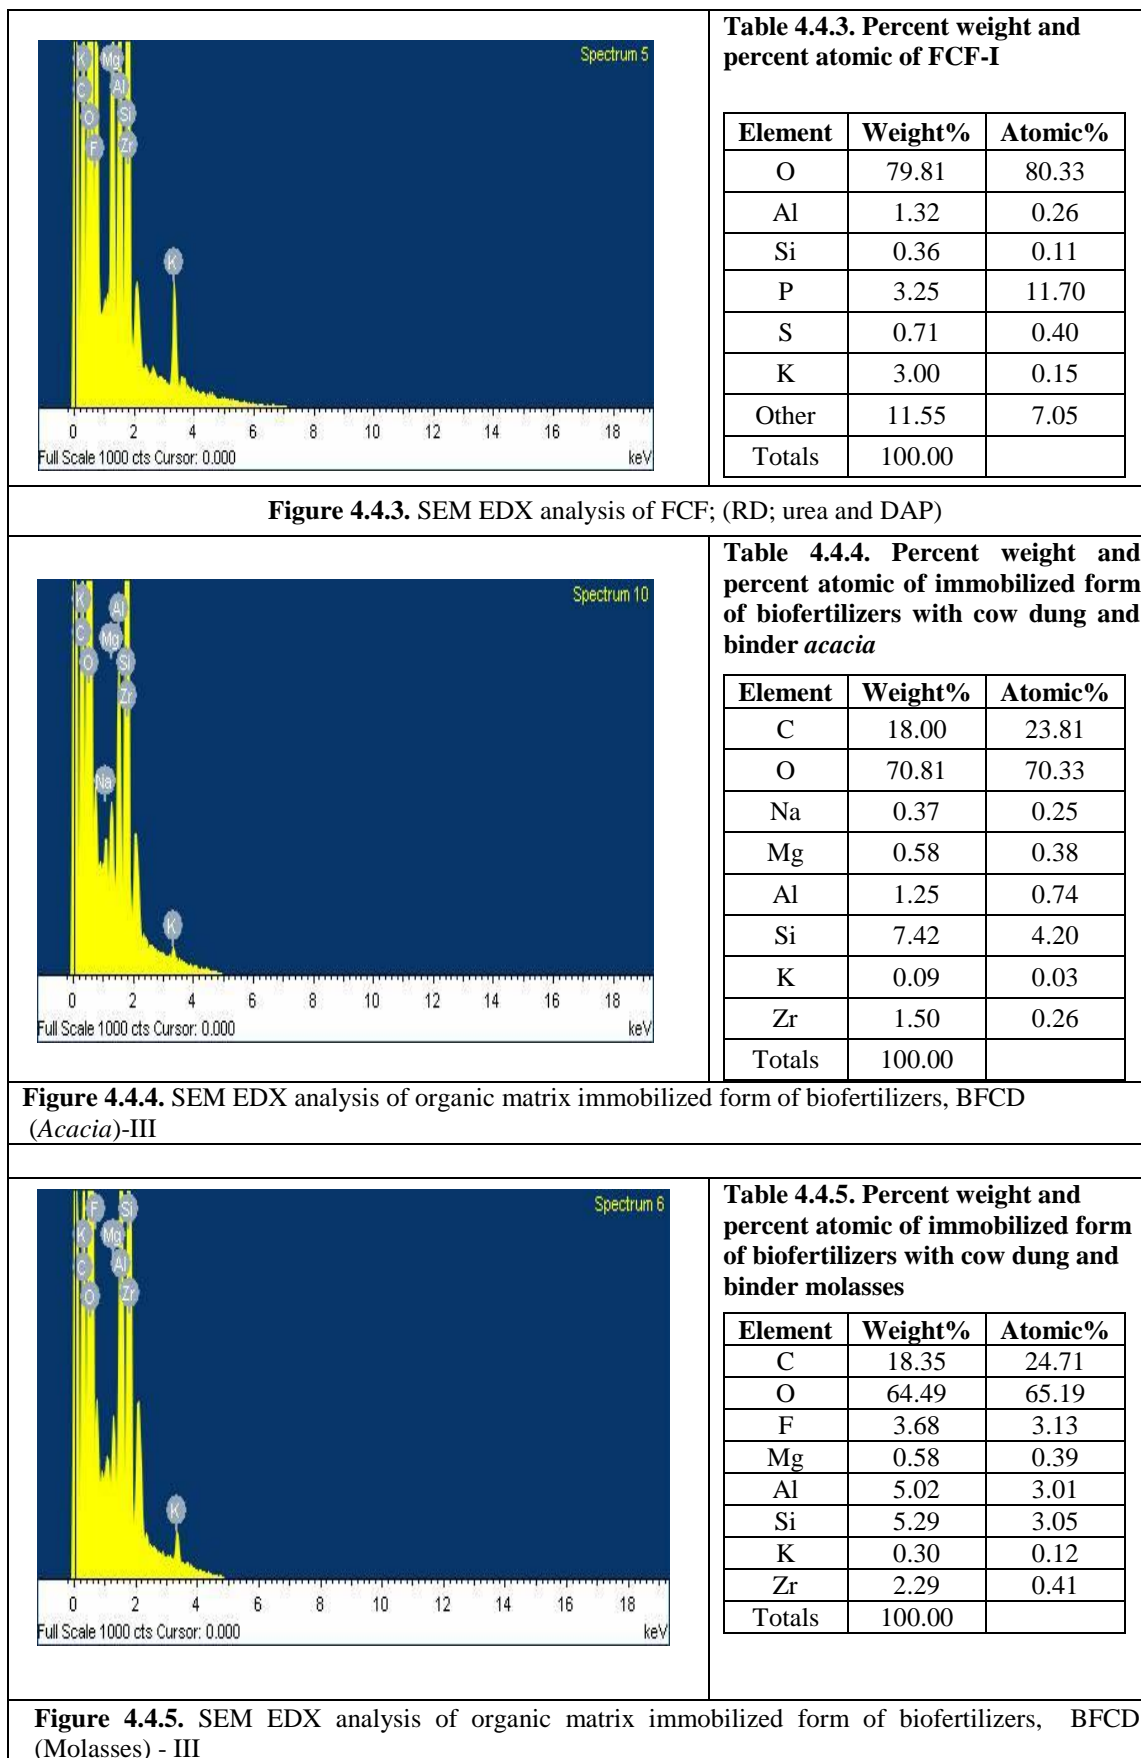 Spectrum 5
K
Mg
C
Al
O
Si
F
Zr
K
0 2 4 6 8 10 12 14 16 18
Full Scale 1000 cts Cursor: 0.000 keV
Table 4.4.3. Percent weight and
percent atomic of FCF-I
Element Weight% Atomic%
O 79.81 80.33
Al 1.32 0.26
Si 0.36 0.11
P 3.25 11.70
S 0.71 0.40
K 3.00 0.15
Other 11.55 7.05
Totals 100.00
Figure 4.4.3. SEM EDX analysis of FCF; (RD; urea and DAP)
Spectrum 10
K
Al
C
Mg
O
Si
Zr
Na
K
0 2 4 6 8 10 12 14 16 18
Full Scale 1000 cts Cursor: 0.000 keV
Table 4.4.4. Percent weight and
percent atomic of immobilized form
of biofertilizers with cow dung and
binder acacia
Element Weight% Atomic%
C 18.00 23.81
O 70.81 70.33
Na 0.37 0.25
Mg 0.58 0.38
Al 1.25 0.74
Si 7.42 4.20
K 0.09 0.03
Zr 1.50 0.26
Totals 100.00
Figure 4.4.4. SEM EDX analysis of organic matrix immobilized form of biofertilizers, BFCD
(Acacia)-III
Spectrum 6
F
Si
K
Mg
C
Al
O
Zr
K
0 2 4 6 8 10 12 14 16 18
Full Scale 1000 cts Cursor: 0.000 keV
Table 4.4.5. Percent weight and
percent atomic of immobilized form
of biofertilizers with cow dung and
binder molasses
Element Weight% Atomic%
C 18.35 24.71
O 64.49 65.19
F 3.68 3.13
Mg 0.58 0.39
Al 5.02 3.01
Si 5.29 3.05
K 0.30 0.12
Zr 2.29 0.41
Totals 100.00
Figure 4.4.5. SEM EDX analysis of organic matrix immobilized form of biofertilizers, BFCD
(Molasses) - III